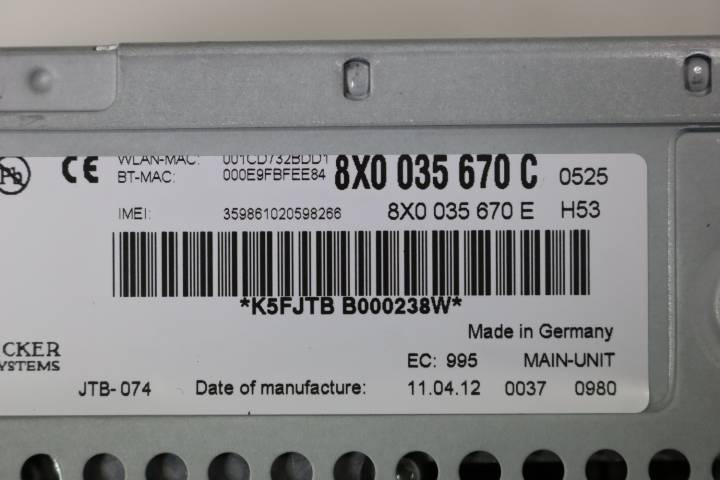 WLAN-MAC: 001CD732BDD1
BT-MAC: 000E9FBFEE84
8X0 035 670 C 0525
IMEI: 359861020598266 8X0 035 670 E H53
*K5FJTB B000238W*
Made in Germany
CKER
YSTEMS
EC: 995 MAIN-UNIT
JTB-074 Date of manufacture: 11.04.12 0037 0980
Pb
CE